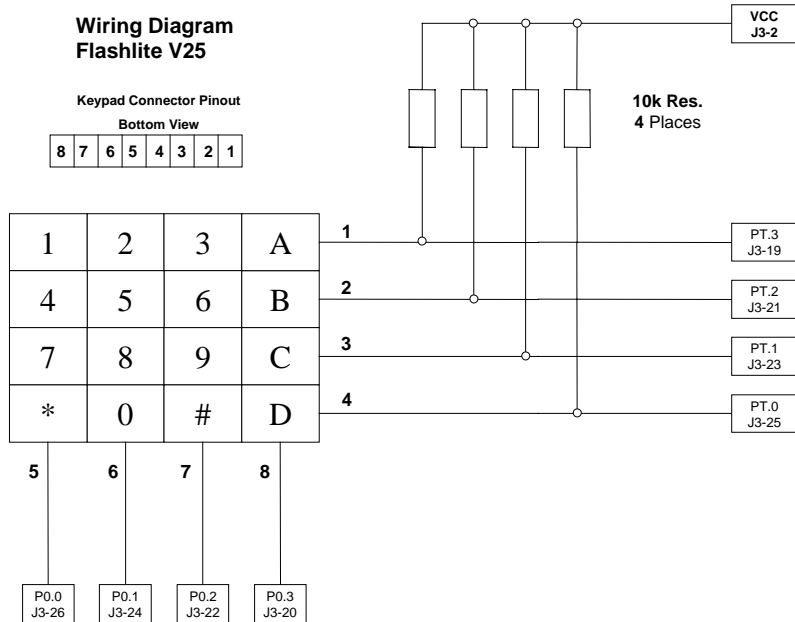 Wiring Diagram
Flashlite V25
VCC
J3-2
Keypad Connector Pinout
Bottom View
8 7 6 5 4 3 2 1
10k Res.
4 Places
1 2 3 A
1
PT.3
J3-19
4 5 6 B
2
PT.2
J3-21
7 8 9 C
3
PT.1
J3-23
* 0 # D
4
PT.0
J3-25
5 6 7 8
P0.0
J3-26
P0.1
J3-24
P0.2
J3-22
P0.3
J3-20